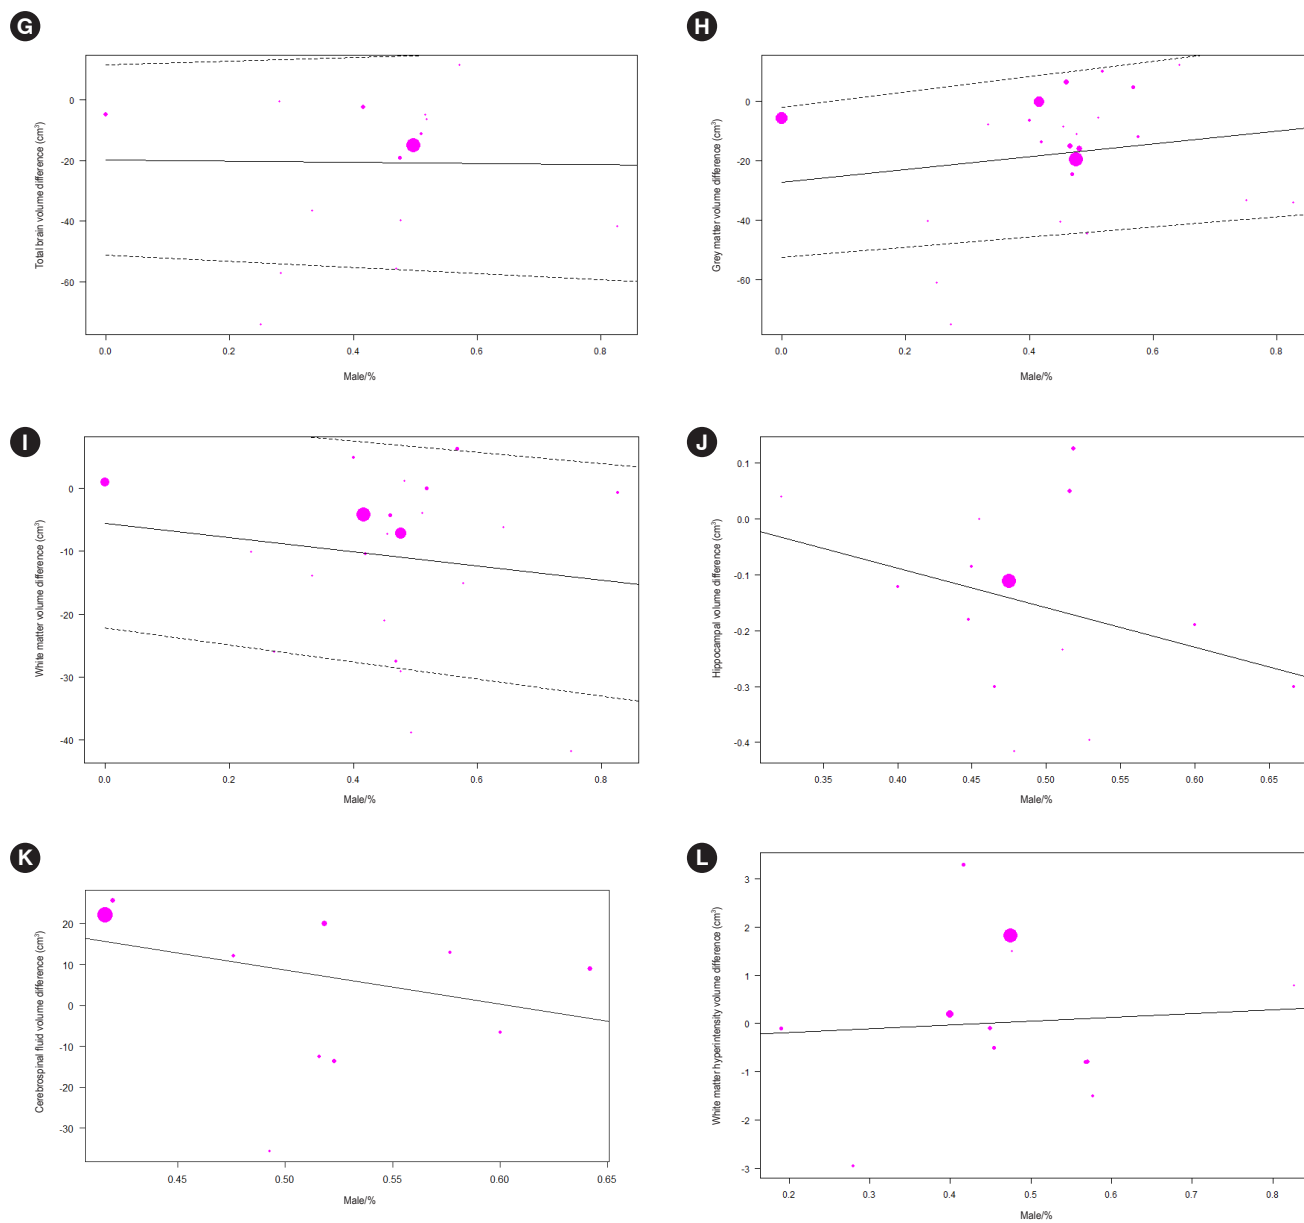 G
Total brain volume difference (cm³)
0
-20
-40
-60
0.0 0.2 0.4 0.6 0.8
Male/%
H
Grey matter volume difference (cm³)
0
-20
-40
-60
0.0 0.2 0.4 0.6 0.8
Male/%
I
White matter volume difference (cm³)
0
-10
-20
-30
-40
0.0 0.2 0.4 0.6 0.8
Male/%
J
Hippocampal volume difference (cm³)
0.1
0.0
-0.1
-0.2
-0.3
-0.4
0.35 0.40 0.45 0.50 0.55 0.60 0.65
Male/%
K
Cerebrospinal fluid volume difference (cm³)
20
10
0
-10
-20
-30
0.45 0.50 0.55 0.60 0.65
Male/%
L
White matter hyperintensity volume difference (cm³)
3
2
1
0
-1
-2
-3
0.2 0.3 0.4 0.5 0.6 0.7 0.8
Male/%